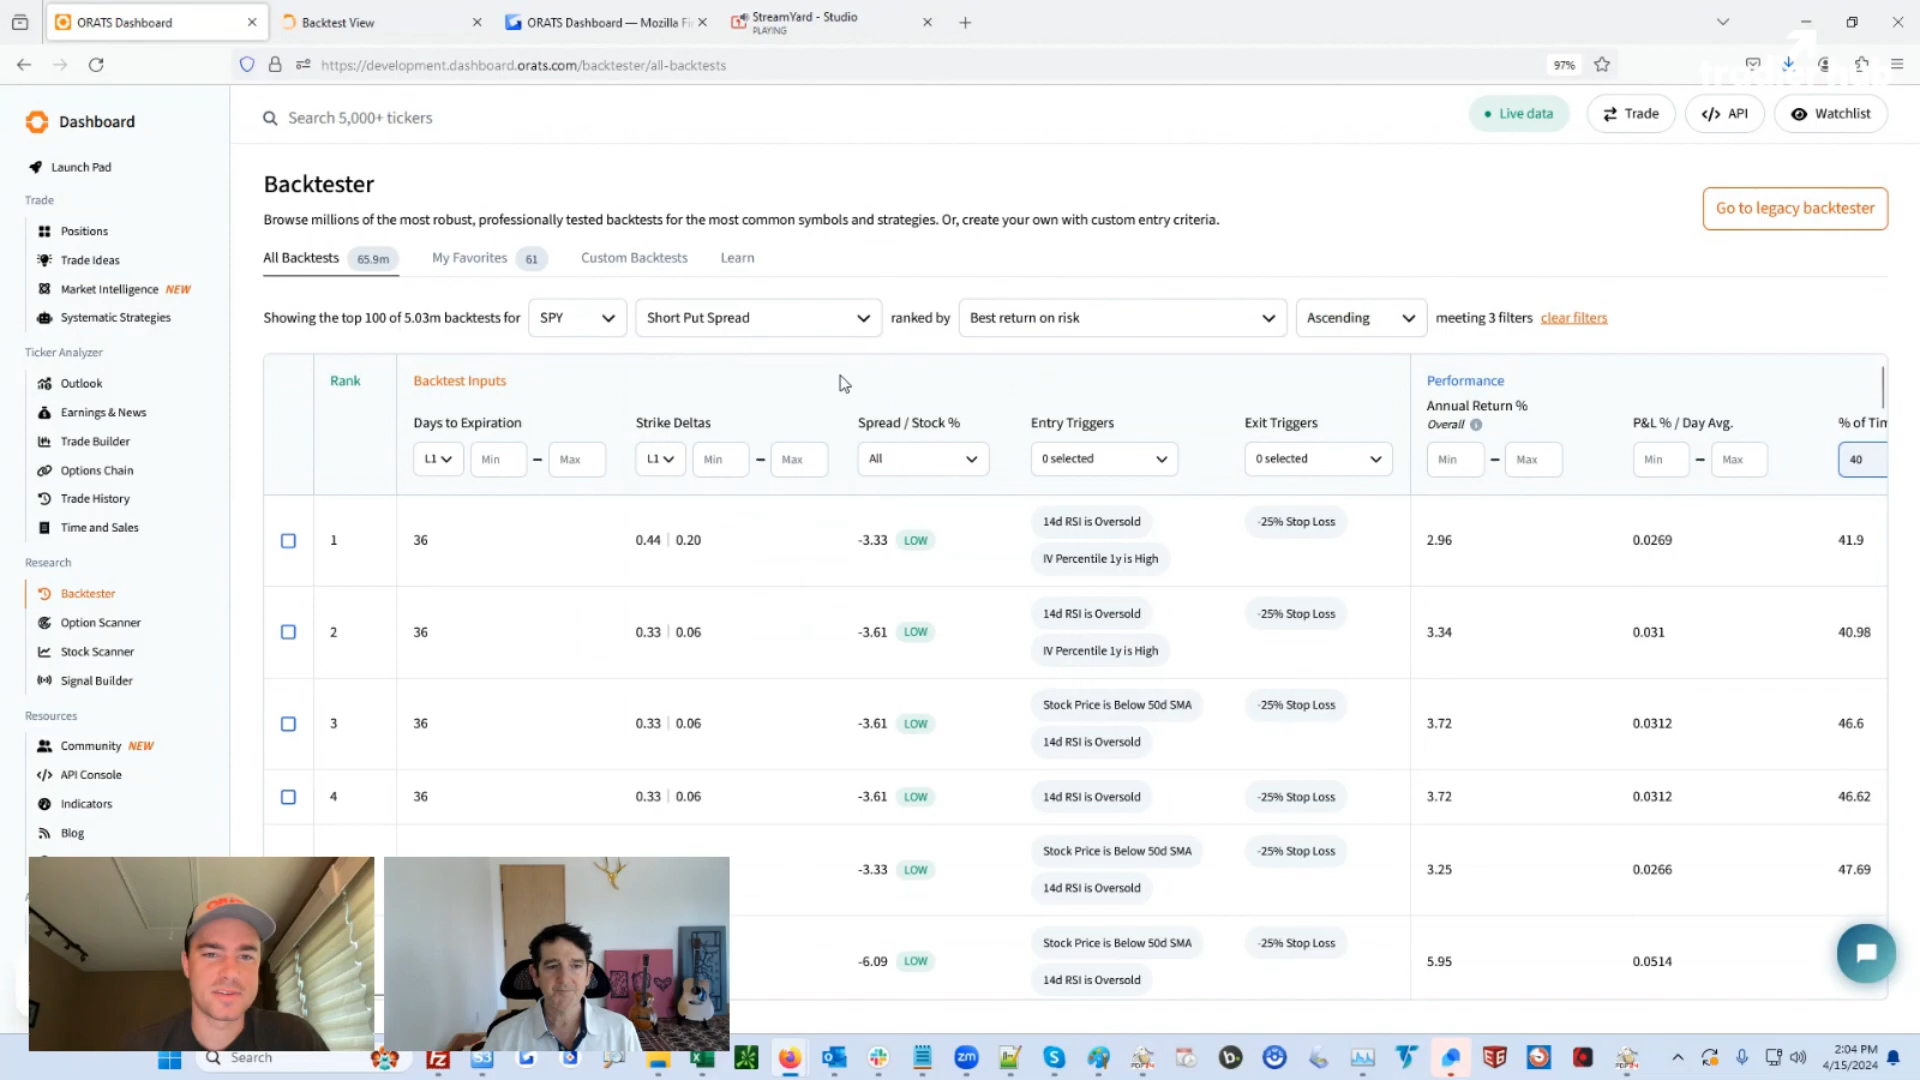 ORATS Dashboard
Backtest View
ORATS Dashboard — Mozilla Fi
StreamYard - Studio
PLAYING
https://development.dashboard.orats.com/backtester/all-backtests
97%
tradier hub
Dashboard
Search 5,000+ tickers
Live data
Trade
</> API
Watchlist
Launch Pad
Trade
Positions
Trade Ideas
Market Intelligence NEW
Systematic Strategies
Ticker Analyzer
Outlook
Earnings & News
Trade Builder
Options Chain
Trade History
Time and Sales
Research
Backtester
Option Scanner
Stock Scanner
Signal Builder
Resources
Community NEW
API Console
Indicators
Blog
Backtester
Go to legacy backtester
Browse millions of the most robust, professionally tested backtests for the most common symbols and strategies. Or, create your own with custom entry criteria.
All Backtests 65.9m My Favorites 61 Custom Backtests Learn
Showing the top 100 of 5.03m backtests for SPY Short Put Spread ranked by Best return on risk Ascending meeting 3 filters clear filters
Rank Backtest Inputs Performance
Annual Return %
Days to Expiration Strike Deltas Spread / Stock % Entry Triggers Exit Triggers Overall P&L % / Day Avg. % of Tim
L1 Min – Max L1 Min – Max All 0 selected 0 selected Min – Max Min – Max 40
14d RSI is Oversold -25% Stop Loss
1 36 0.44 | 0.20 -3.33 LOW 2.96 0.0269 41.9
IV Percentile 1y is High
14d RSI is Oversold -25% Stop Loss
2 36 0.33 | 0.06 -3.61 LOW 3.34 0.031 40.98
IV Percentile 1y is High
Stock Price is Below 50d SMA -25% Stop Loss
3 36 0.33 | 0.06 -3.61 LOW 3.72 0.0312 46.6
14d RSI is Oversold
4 36 0.33 | 0.06 -3.61 LOW 14d RSI is Oversold -25% Stop Loss 3.72 0.0312 46.62
Stock Price is Below 50d SMA -25% Stop Loss
-3.33 LOW 3.25 0.0266 47.69
14d RSI is Oversold
Stock Price is Below 50d SMA -25% Stop Loss
-6.09 LOW 5.95 0.0514
14d RSI is Oversold
Search
2:04 PM
4/15/2024